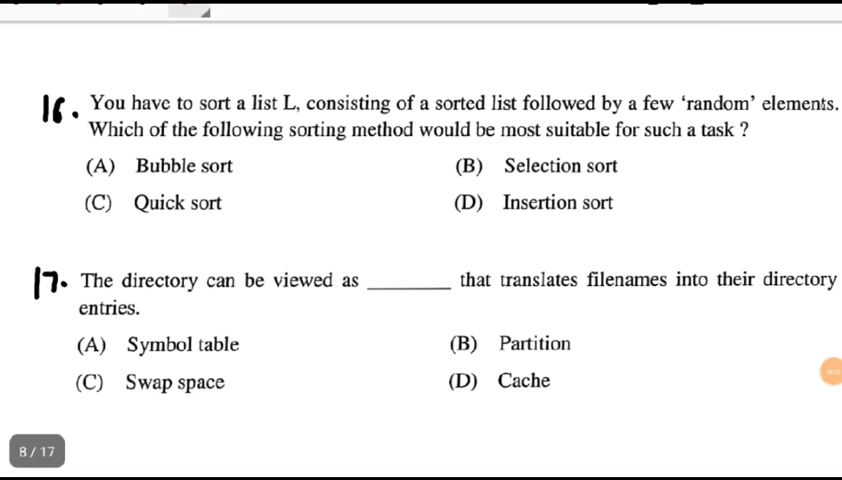 16. You have to sort a list L, consisting of a sorted list followed by a few ‘random’ elements.
Which of the following sorting method would be most suitable for such a task ?
(A) Bubble sort (B) Selection sort
(C) Quick sort (D) Insertion sort
17. The directory can be viewed as ________ that translates filenames into their directory
entries.
(A) Symbol table (B) Partition
(C) Swap space (D) Cache
8 / 17